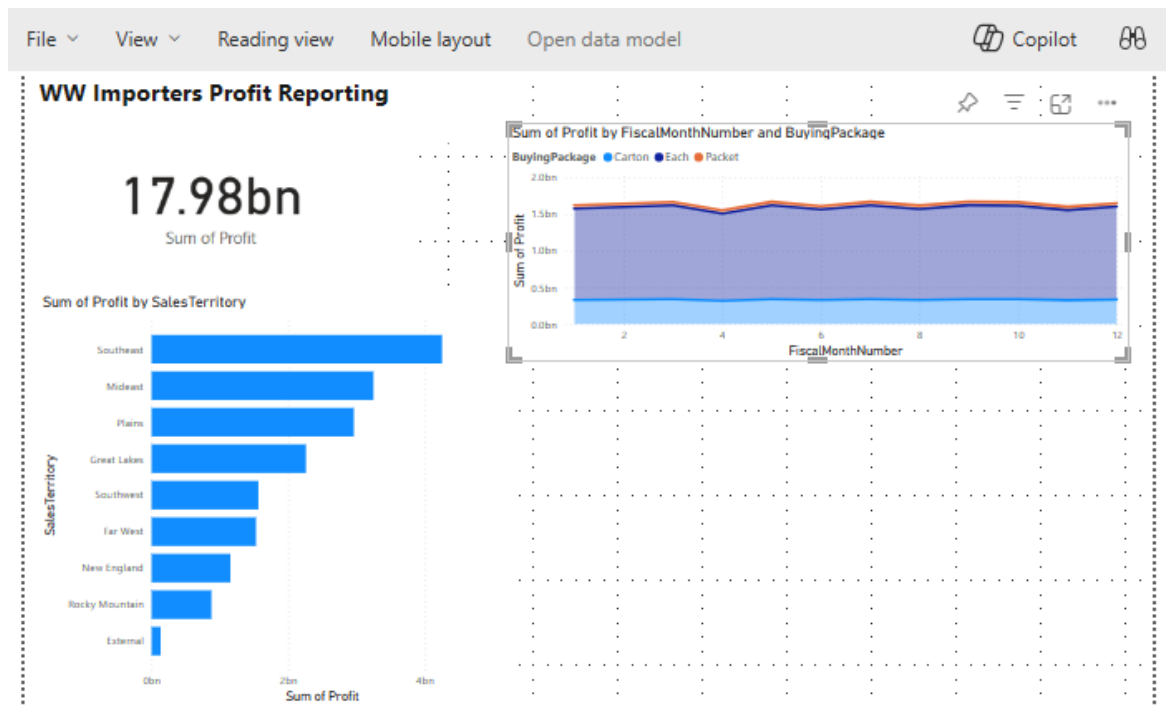 File View Reading view Mobile layout Open data model Copilot
WW Importers Profit Reporting
17.98bn
Sum of Profit
Sum of Profit by FiscalMonthNumber and BuyingPackage
BuyingPackage Carton Each Packet
2.0bn
1.5bn
1.0bn
0.5bn
0.0bn
Sum of Profit
2 4 6 8 10 12
FiscalMonthNumber
Sum of Profit by SalesTerritory
Southeast
Mideast
Plains
Great Lakes
Southwest
Far West
New England
Rocky Mountain
External
SalesTerritory
0bn 2bn 4bn
Sum of Profit